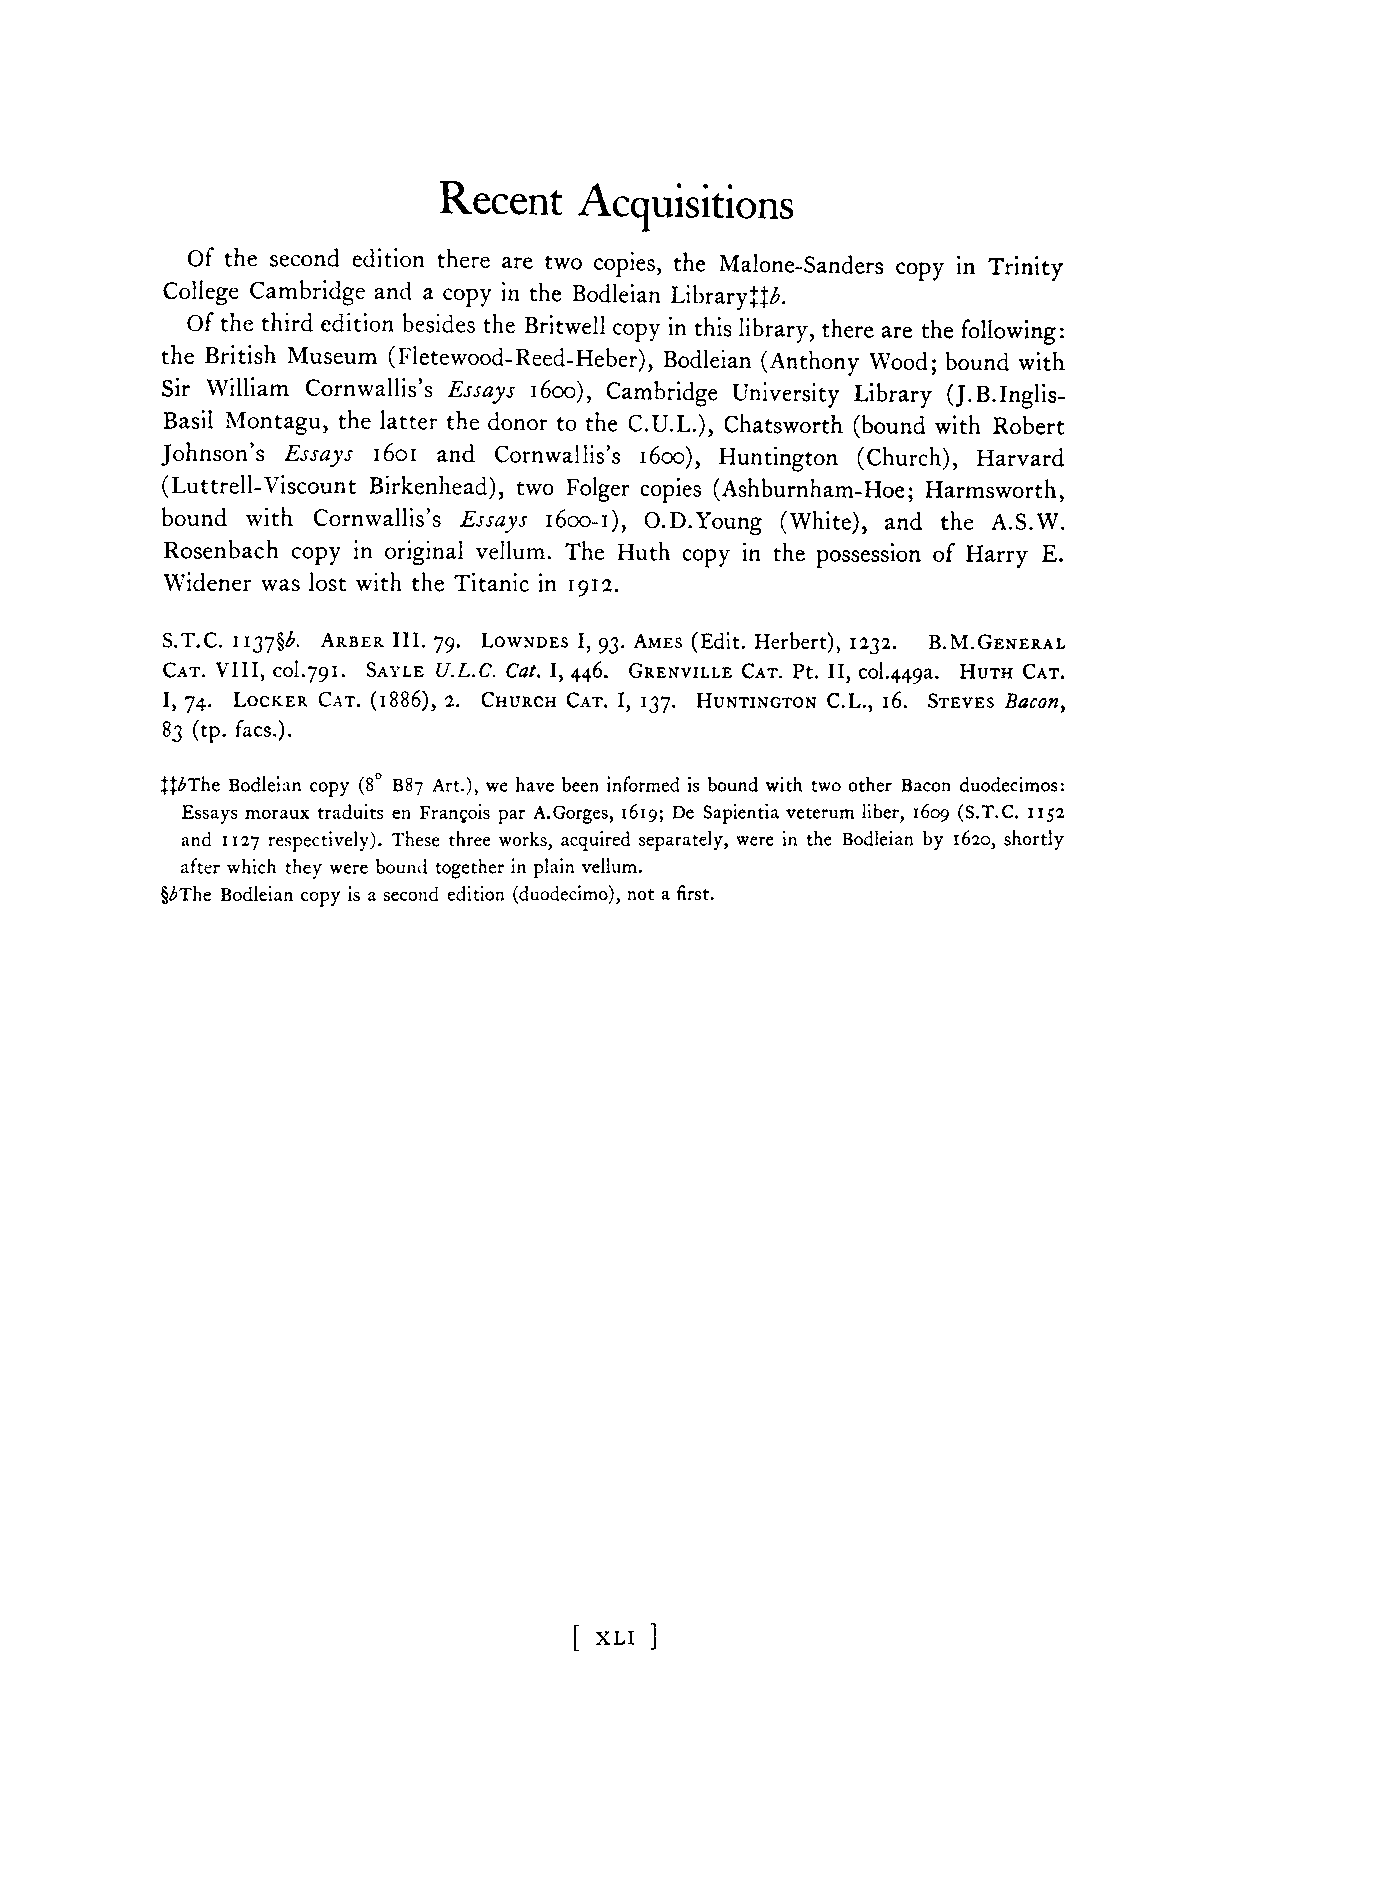 Recent Acquisitions
Of the second edition there are two copies, the Malone-Sanders copy in Trinity
College Cambridge and a copy in the Bodleian Library‡‡b.
Of the third edition besides the Britwell copy in this library, there are the following:
the British Museum (Fletewood-Reed-Heber), Bodleian (Anthony Wood; bound with
Sir William Cornwallis's Essays 1600), Cambridge University Library (J.B.Inglis-
Basil Montagu, the latter the donor to the C.U.L.), Chatsworth (bound with Robert
Johnson's Essays 1601 and Cornwallis's 1600), Huntington (Church), Harvard
(Luttrell-Viscount Birkenhead), two Folger copies (Ashburnham-Hoe; Harmsworth,
bound with Cornwallis's Essays 1600-1), O.D.Young (White), and the A.S.W.
Rosenbach copy in original vellum. The Huth copy in the possession of Harry E.
Widener was lost with the Titanic in 1912.
S.T.C. 1137§b. ARBER III. 79. LOWNDES I, 93. AMES (Edit. Herbert), 1232. B.M.GENERAL
CAT. VIII, col.791. SAYLE U.L.C. Cat. I, 446. GRENVILLE CAT. Pt. II, col.449a. HUTH CAT.
I, 74. LOCKER CAT. (1886), 2. CHURCH CAT. I, 137. HUNTINGTON C.L., 16. STEVES Bacon,
83 (tp. facs.).
‡‡bThe Bodleian copy (8° B87 Art.), we have been informed is bound with two other Bacon duodecimos:
Essays moraux traduits en François par A.Gorges, 1619; De Sapientia veterum liber, 1609 (S.T.C. 1152
and 1127 respectively). These three works, acquired separately, were in the Bodleian by 1620, shortly
after which they were bound together in plain vellum.
§bThe Bodleian copy is a second edition (duodecimo), not a first.
[ XLI ]